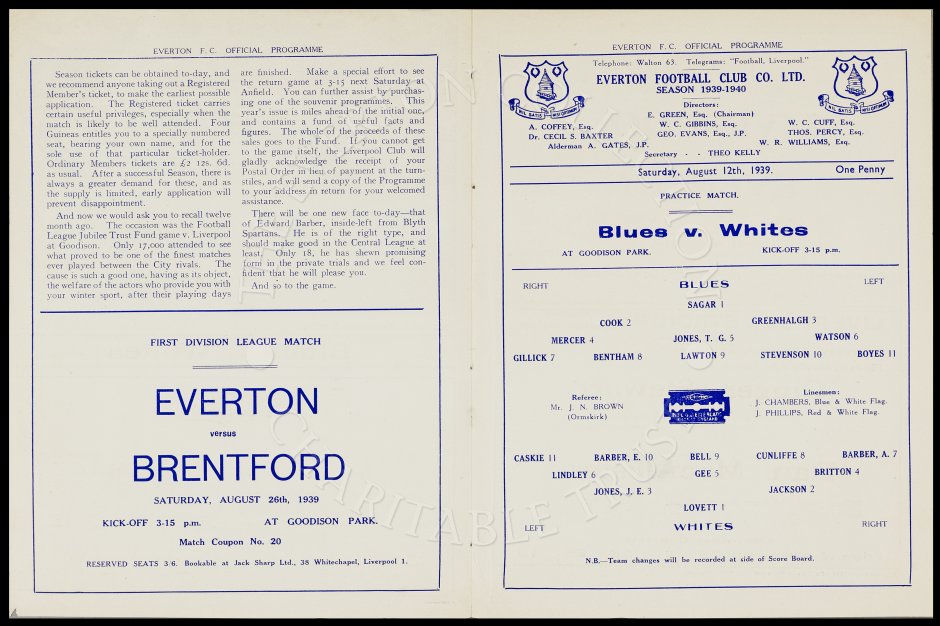 EVERTON F. C. OFFICIAL PROGRAMME
Season tickets can be obtained to-day, and
we recommend anyone taking out a Registered
Member's ticket, to make the earliest possible
application. The Registered ticket carries
certain useful privileges, especially when the
match is likely to be well attended. Four
Guineas entitles you to a specially numbered
seat, bearing your own name, and for the
sole use of that particular ticket-holder.
Ordinary Members tickets are £2 12s. 6d.
as usual. After a successful Season, there is
always a greater demand for these, and as
the supply is limited, early application will
prevent disappointment.
And now we would ask you to recall twelve
month ago. The occasion was the Football
League Jubilee Trust Fund game v. Liverpool
at Goodison. Only 17,000 attended to see
what proved to be one of the finest matches
ever played between the City rivals. The
cause is such a good one, having as its object,
the welfare of the actors who provide you with
your winter sport, after their playing days
are finished. Make a special effort to see
the return game at 3-15 next Saturday at
Anfield. You can further assist by purchas-
ing one of the souvenir programmes. This
year's issue is miles ahead of the initial one,
and contains a fund of useful facts and
figures. The whole of the proceeds of these
sales goes to the Fund. If you cannot get
to the game itself, the Liverpool Club will
gladly acknowledge the receipt of your
Postal Order in lieu of payment at the turn-
stiles, and will send a copy of the Programme
to your address in return for your welcomed
assistance.
There will be one new face to-day—that
of Edward Barber, inside-left from Blyth
Spartans. He is of the right type, and
should make good in the Central League at
least. Only 18, he has shewn promising
form in the private trials and we feel con-
fident that he will please you.
And so to the game.
FIRST DIVISION LEAGUE MATCH
EVERTON
versus
BRENTFORD
SATURDAY, AUGUST 26th, 1939
KICK-OFF 3-15 p.m. AT GOODISON PARK.
Match Coupon No. 20
RESERVED SEATS 3/6. Bookable at Jack Sharp Ltd., 38 Whitechapel, Liverpool 1.
EVERTON F.C. OFFICIAL PROGRAMME
Telephone: Walton 63. Telegrams: "Football, Liverpool."
EVERTON FOOTBALL CLUB CO. LTD.
SEASON 1939-1940
NIL SATIS NISI OPTIMUM
NIL SATIS NISI OPTIMUM
Directors:
E. GREEN, Esq. (Chairman)
A. COFFEY, Esq. W. C. GIBBINS, Esq. W. C. CUFF, Esq.
Dr. CECIL S. BAXTER GEO. EVANS, Esq., J.P. THOS. PERCY, Esq.
Alderman A. GATES, J.P. W. R. WILLIAMS, Esq.
Secretary - - THEO KELLY
Saturday, August 12th, 1939. One Penny
PRACTICE MATCH.
Blues v. Whites
AT GOODISON PARK. KICK-OFF 3-15 p.m.
RIGHT BLUES LEFT
SAGAR 1
COOK 2 GREENHALGH 3
MERCER 4 JONES, T. G. 5 WATSON 6
GILLICK 7 BENTHAM 8 LAWTON 9 STEVENSON 10 BOYES 11
Referee:
Mr. J. N. BROWN
(Ormskirk)
Linesmen:
J. CHAMBERS, Blue & White Flag.
J. PHILLIPS, Red & White Flag.
CASKIE 11 BARBER, E. 10 BELL 9 CUNLIFFE 8 BARBER, A. 7
LINDLEY 6 GEE 5 BRITTON 4
JONES, J. E. 3 JACKSON 2
LOVETT 1
LEFT WHITES RIGHT
N.B.—Team changes will be recorded at side of Score Board.